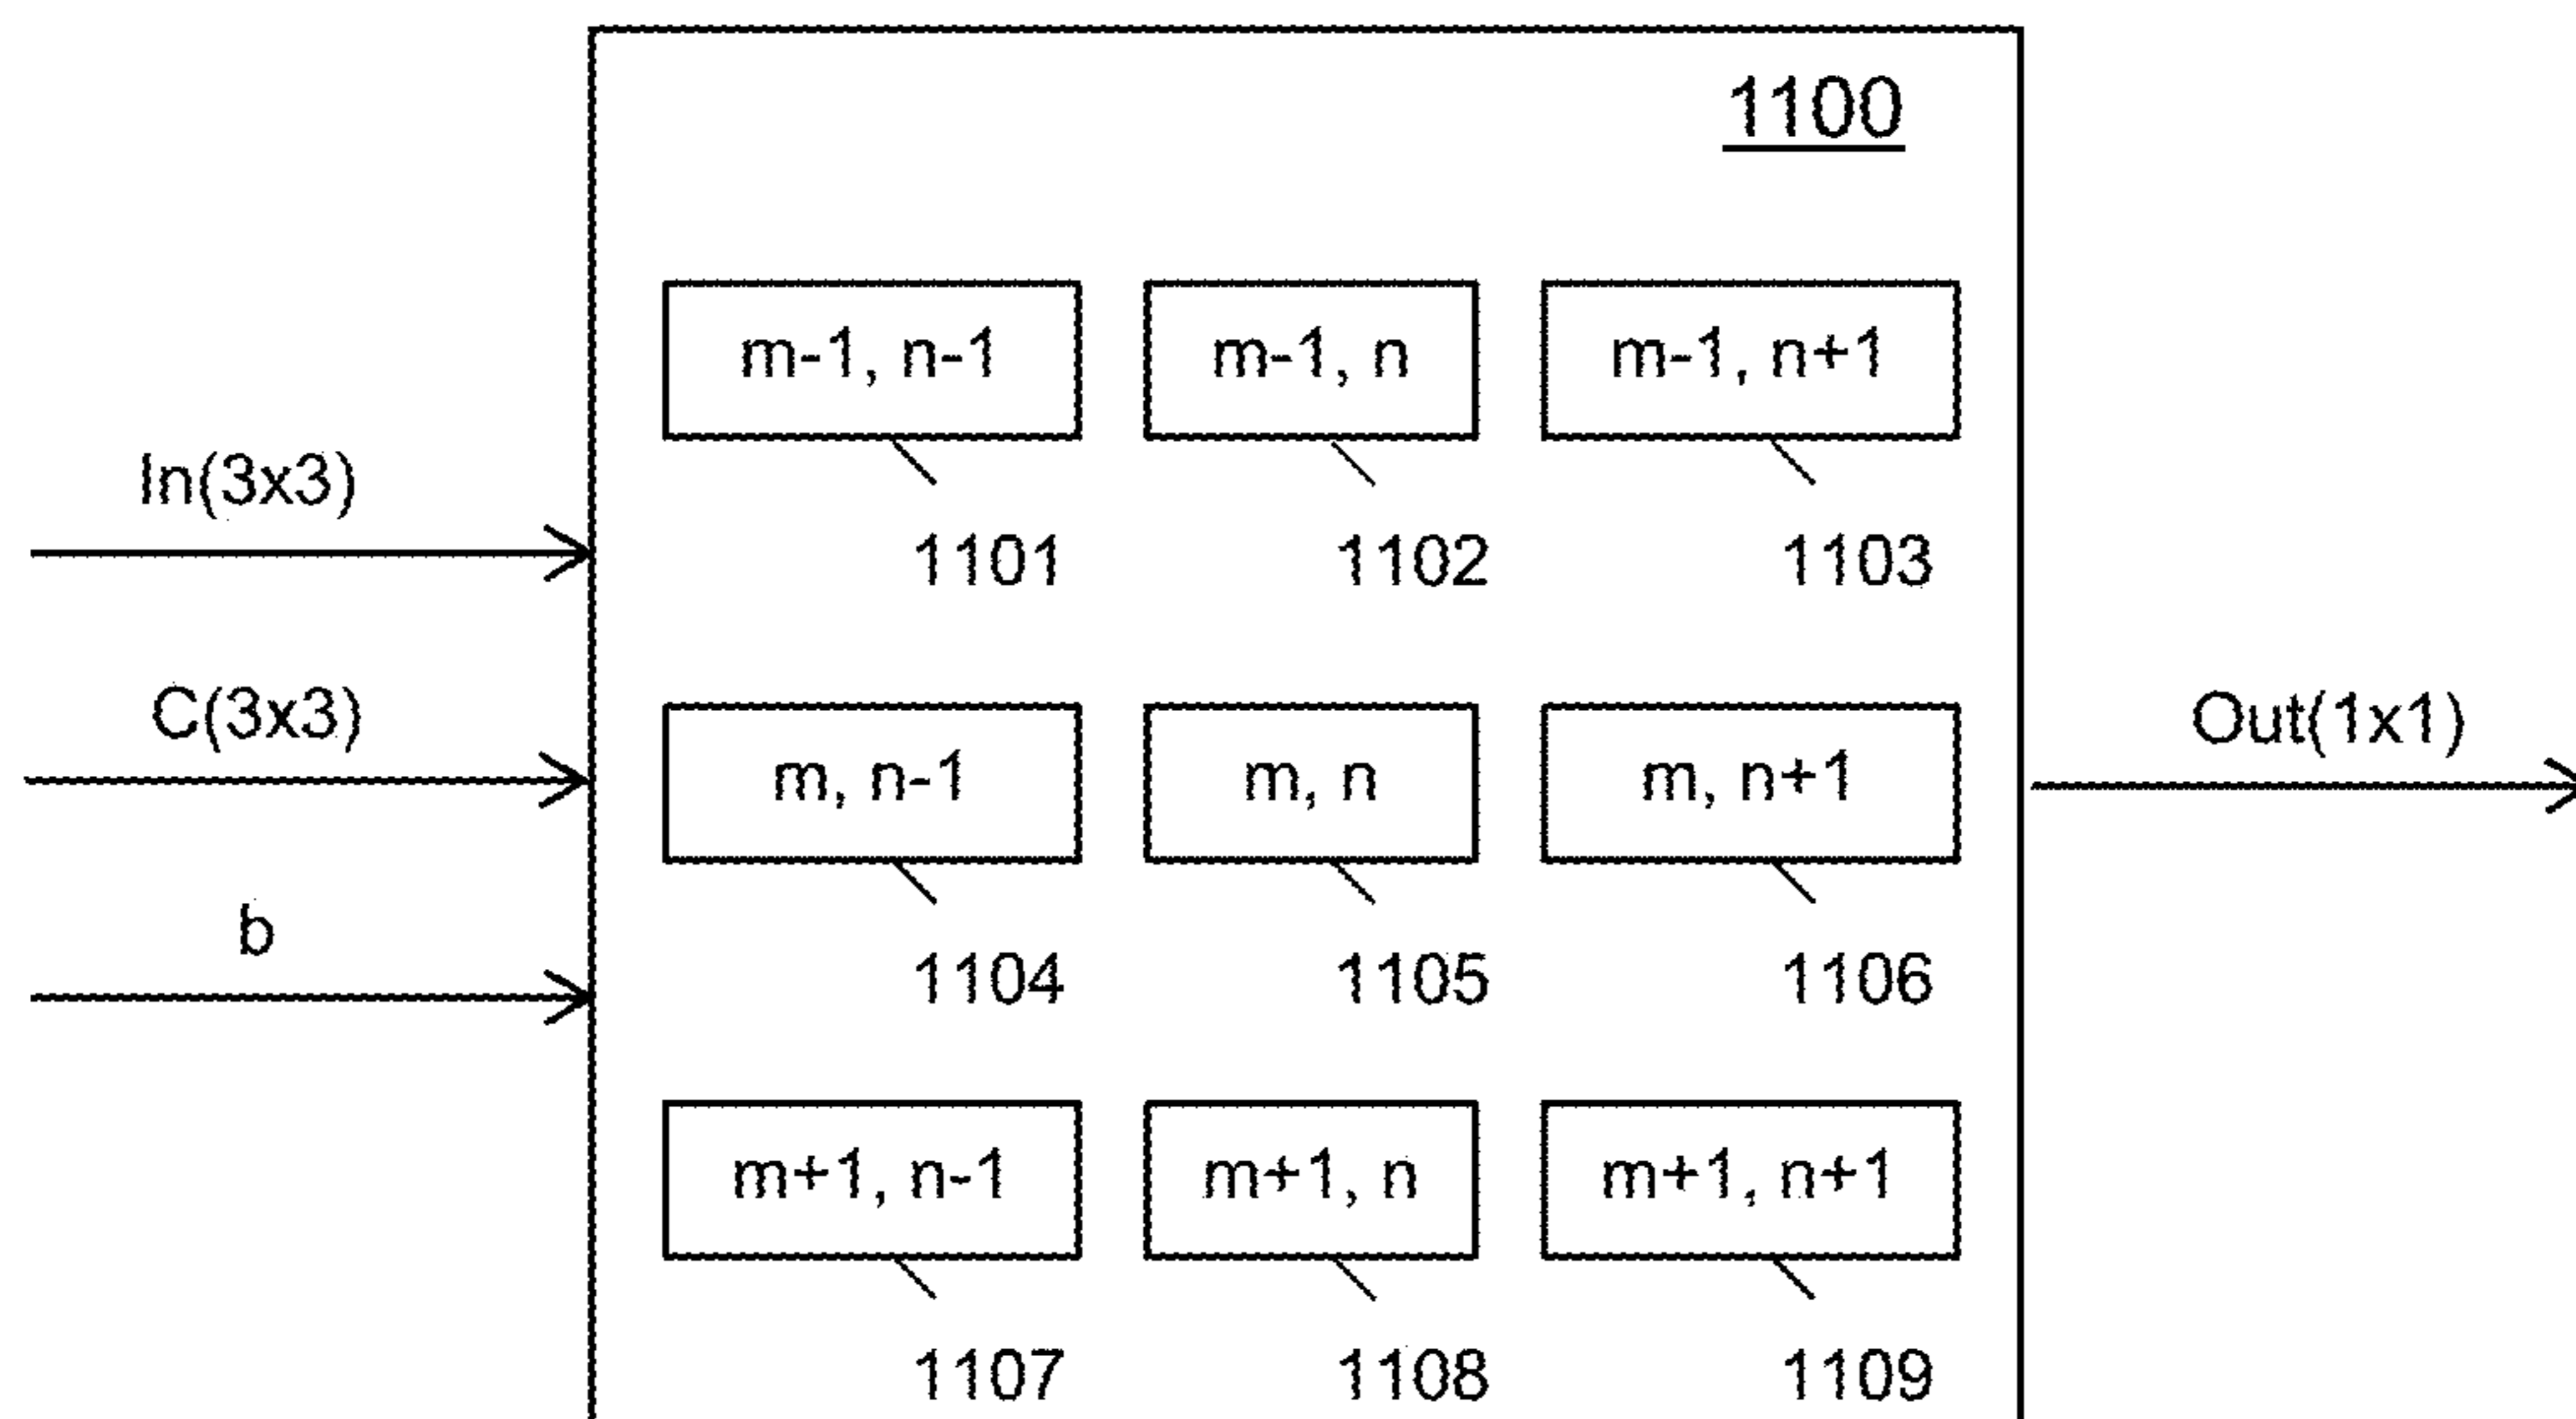 1100
m-1, n-1
m-1, n
m-1, n+1
In(3x3)
1101
1102
1103
C(3x3)
m, n-1
m, n
m, n+1
Out(1x1)
b
1104
1105
1106
m+1, n-1
m+1, n
m+1, n+1
1107
1108
1109